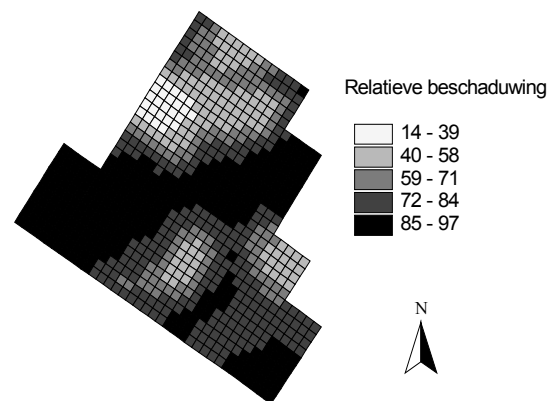 Relatieve beschaduwing
14 - 39
40 - 58
59 - 71
72 - 84
85 - 97
N